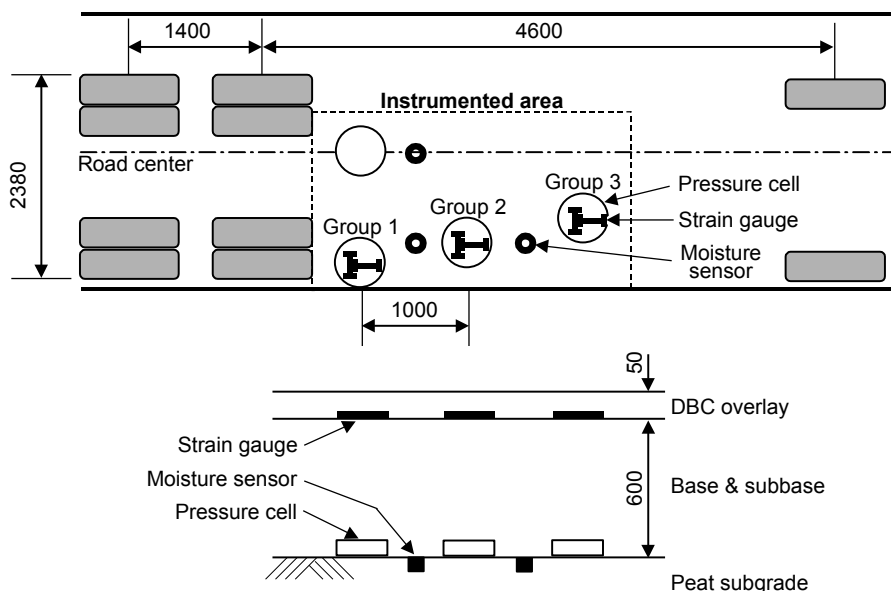 1400
4600
Instrumented area
Road center
2380
Group 3
Pressure cell
Group 2
Strain gauge
Group 1
Moisture
sensor
1000
50
DBC overlay
Strain gauge
Moisture sensor
600
Base & subbase
Pressure cell
Peat subgrade